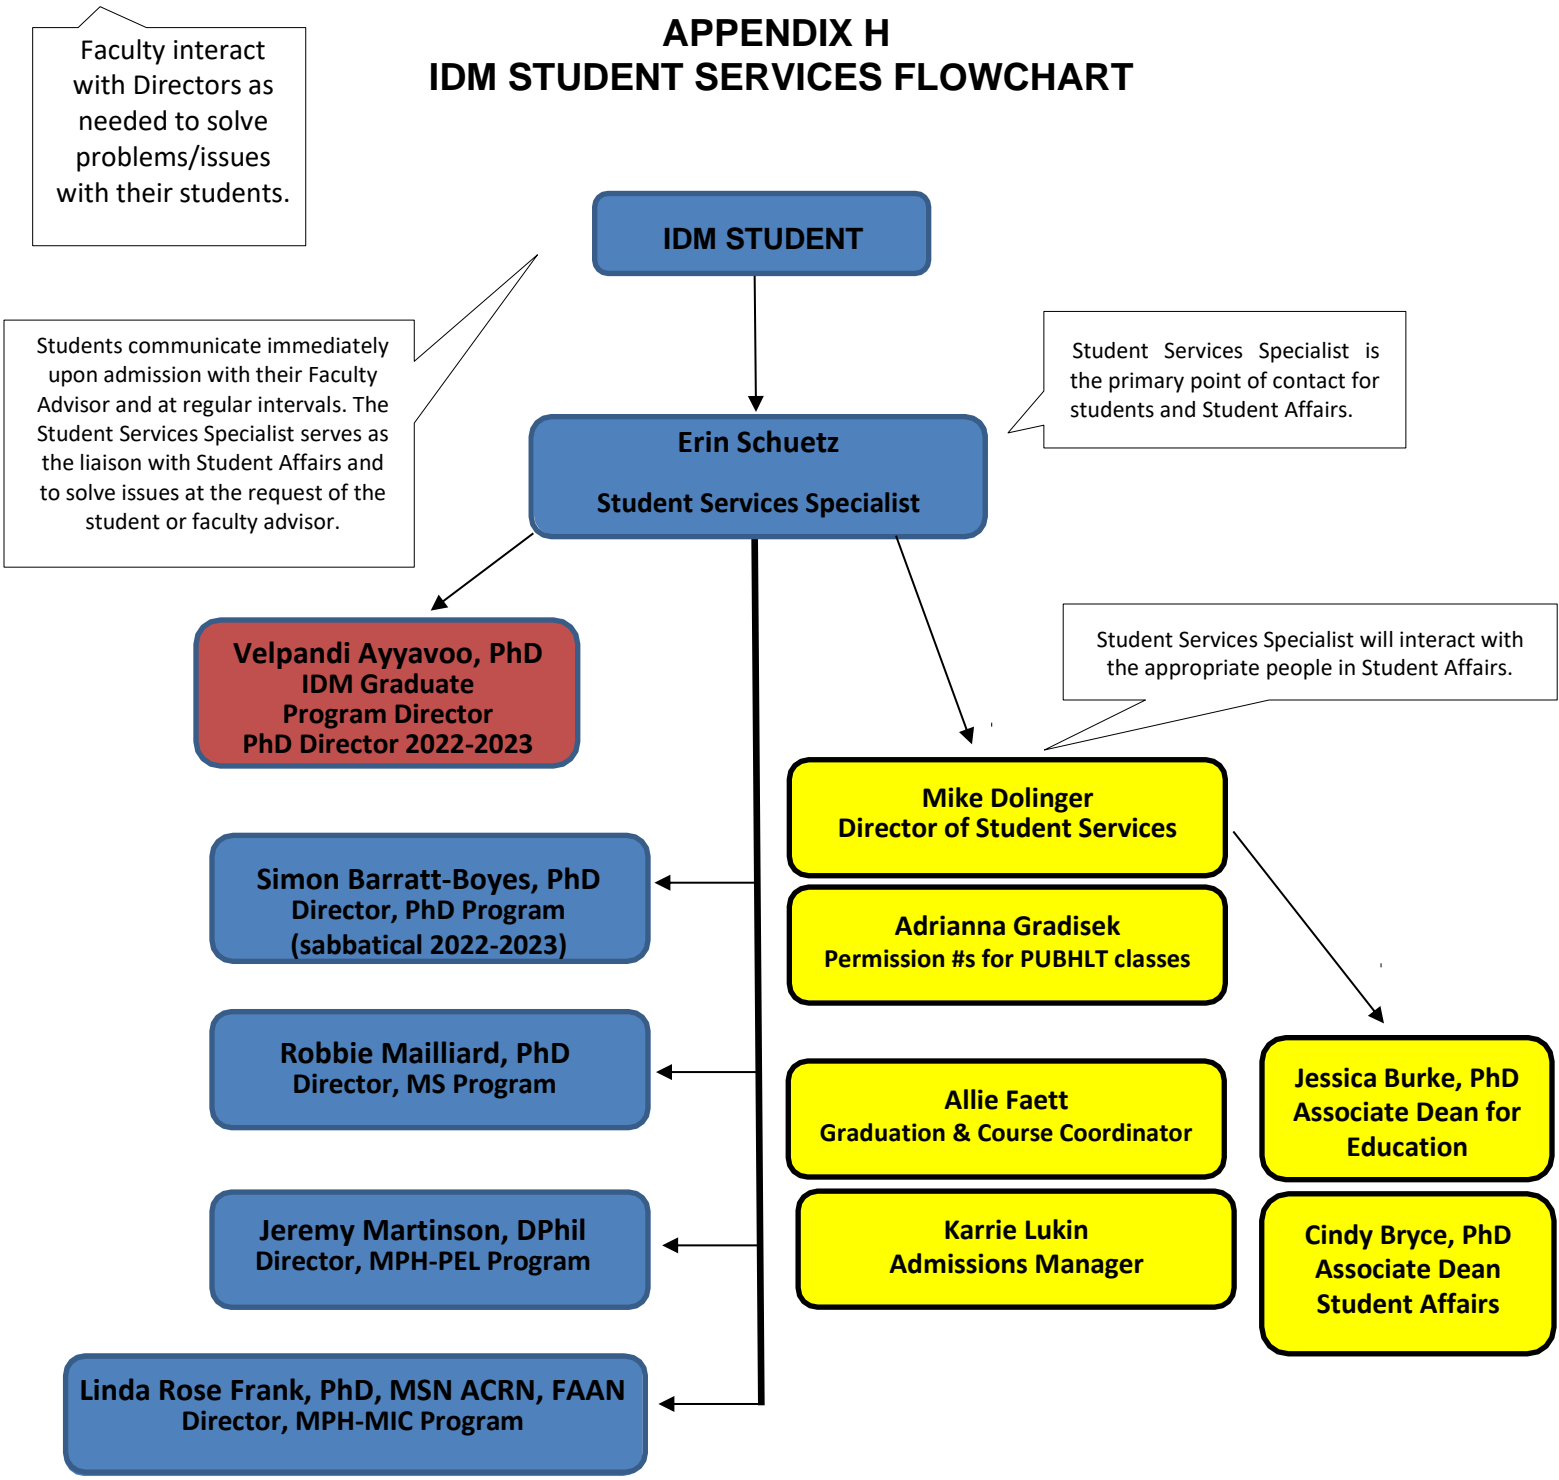 APPENDIX H
IDM STUDENT SERVICES FLOWCHART
Faculty interact
with Directors as
needed to solve
problems/issues
with their students.
IDM STUDENT
Students communicate immediately
upon admission with their Faculty
Advisor and at regular intervals. The
Student Services Specialist serves as
the liaison with Student Affairs and
to solve issues at the request of the
student or faculty advisor.
Student Services Specialist is
the primary point of contact for
students and Student Affairs.
Erin Schuetz
Student Services Specialist
Velpandi Ayyavoo, PhD
IDM Graduate
Program Director
PhD Director 2022-2023
Student Services Specialist will interact with
the appropriate people in Student Affairs.
Mike Dolinger
Director of Student Services
Simon Barratt-Boyes, PhD
Director, PhD Program
(sabbatical 2022-2023)
Adrianna Gradisek
Permission #s for PUBHLT classes
Robbie Mailliard, PhD
Director, MS Program
Allie Faett
Graduation & Course Coordinator
Jessica Burke, PhD
Associate Dean for
Education
Jeremy Martinson, DPhil
Director, MPH-PEL Program
Karrie Lukin
Admissions Manager
Cindy Bryce, PhD
Associate Dean
Student Affairs
Linda Rose Frank, PhD, MSN ACRN, FAAN
Director, MPH-MIC Program